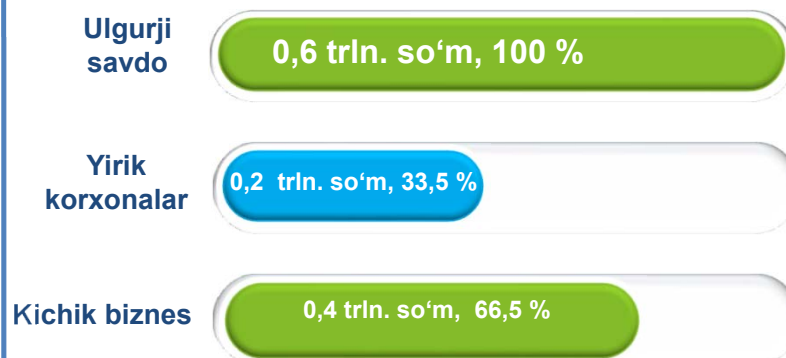 Ulgurji
savdo
0,6 trln. so‘m, 100 %
Yirik
korxonalar
0,2 trln. so‘m, 33,5 %
Kichik biznes
0,4 trln. so‘m, 66,5 %